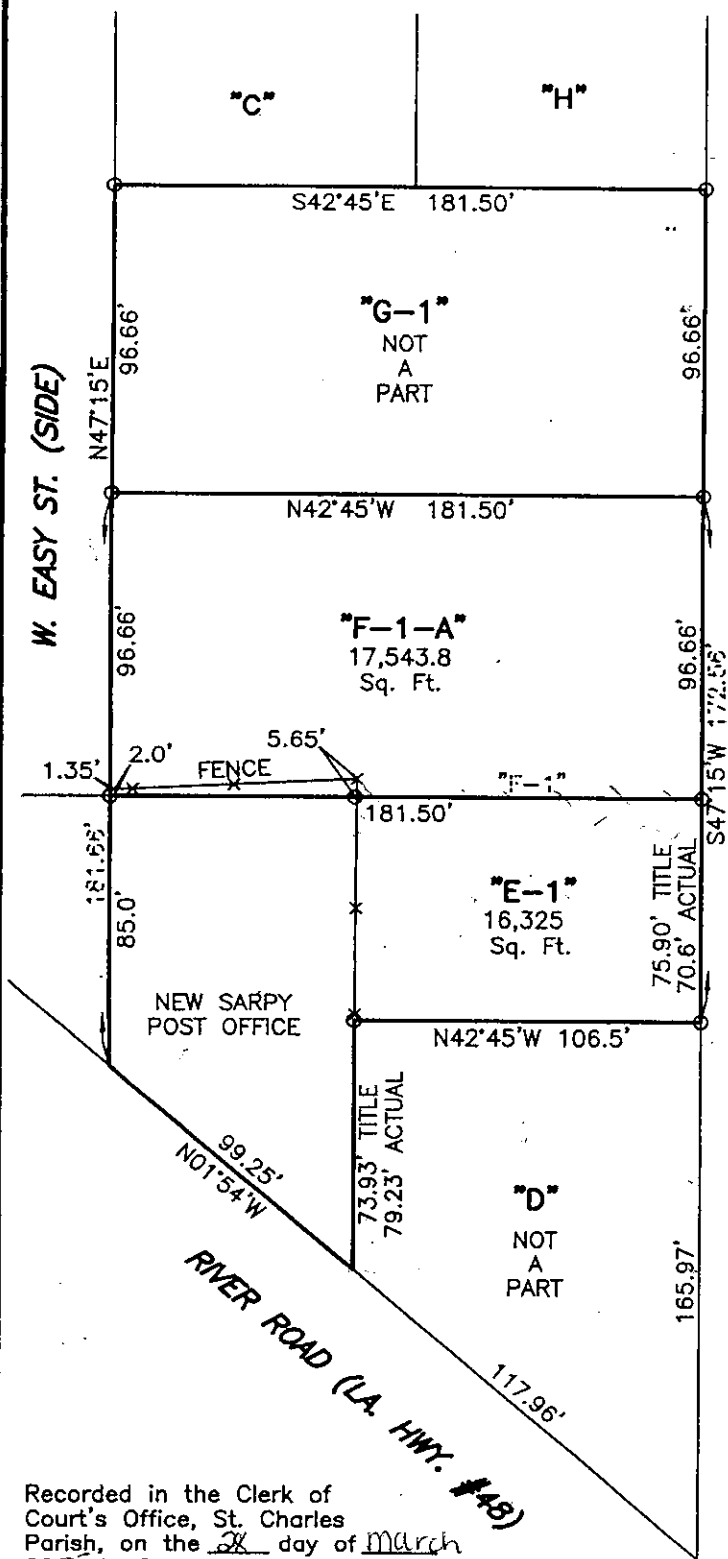 "C"
"H"
S42°45'E 181.50'
"G-1"
NOT
A
PART
96.66'
N47°15'E
96.66'
W. EASY ST. (SIDE)
N42°45'W 181.50'
"F-1-A"
17,543.8
Sq. Ft.
96.66'
96.66'
S47°15'W 172.56'
1.35'
2.0'
FENCE
5.65'
"F-1"
181.50'
181.66'
85.0'
"E-1"
16,325
Sq. Ft.
75.90' TITLE
70.6' ACTUAL
NEW SARPY
POST OFFICE
N42°45'W 106.5'
73.93' TITLE
79.23' ACTUAL
99.25'
N01°54'W
"D"
NOT
A
PART
165.97'
RIVER ROAD (LA. HWY. #48)
117.96'
Recorded in the Clerk of
Court's Office, St. Charles
Parish, on the 28 day of March